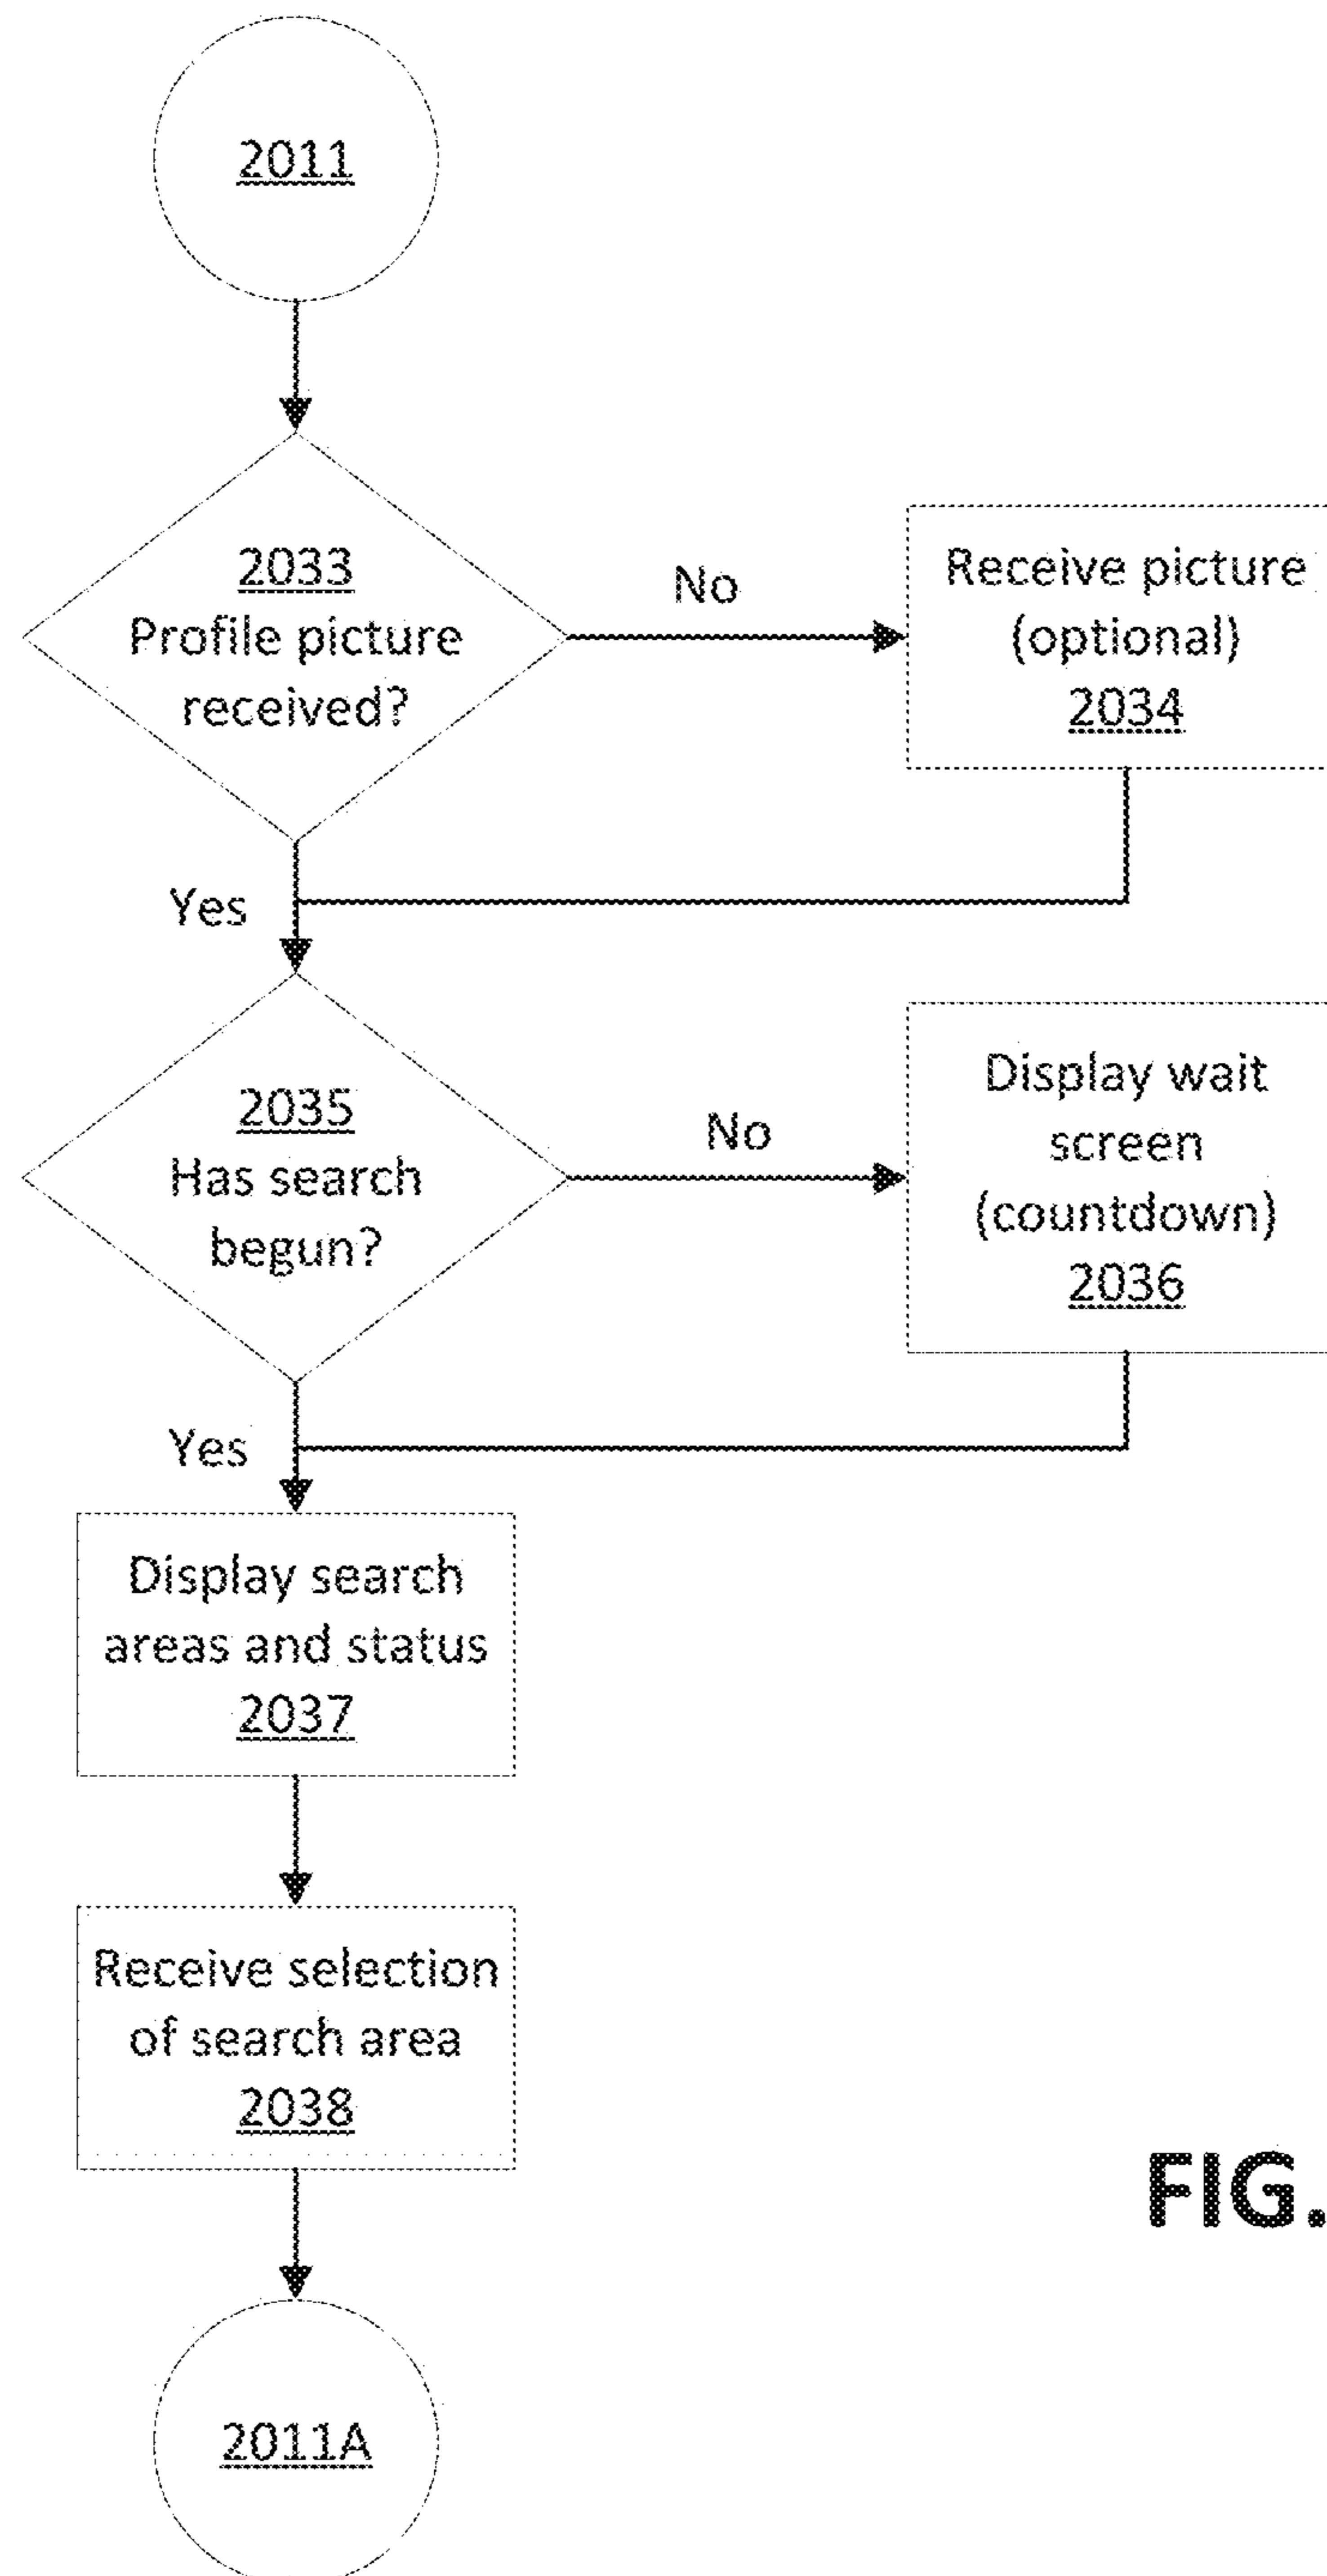 2011
2033
Profile picture
received?
No
Receive picture
(optional)
2034
Yes
2035
Has search
begun?
No
Display wait
screen
(countdown)
2036
Yes
Display search
areas and status
2037
Receive selection
of search area
2038
FIG.
2011A